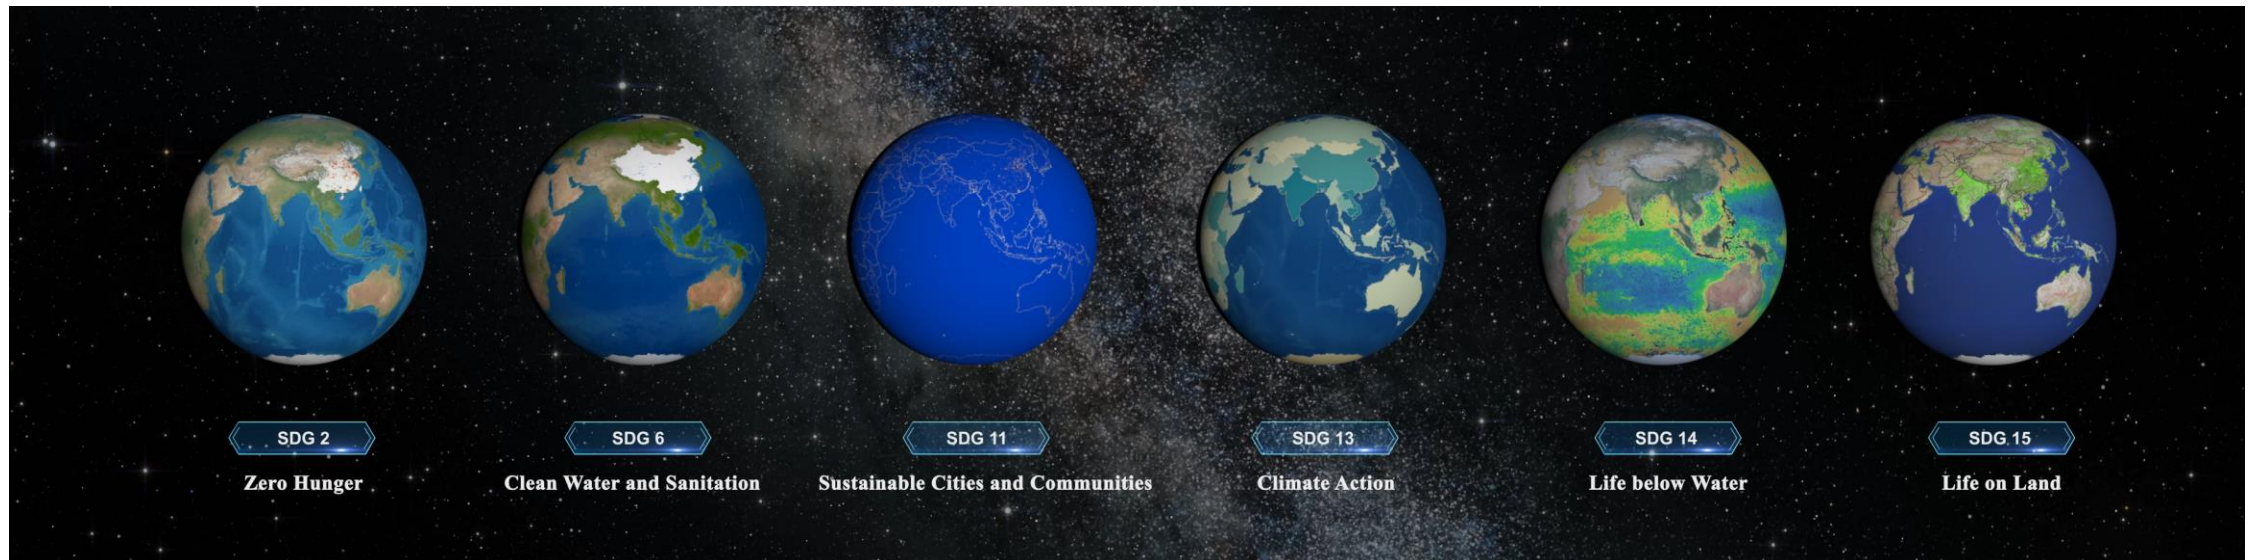 SDG 2
Zero Hunger
SDG 6
Clean Water and Sanitation
SDG 11
Sustainable Cities and Communities
SDG 13
Climate Action
SDG 14
Life below Water
SDG 15
Life on Land